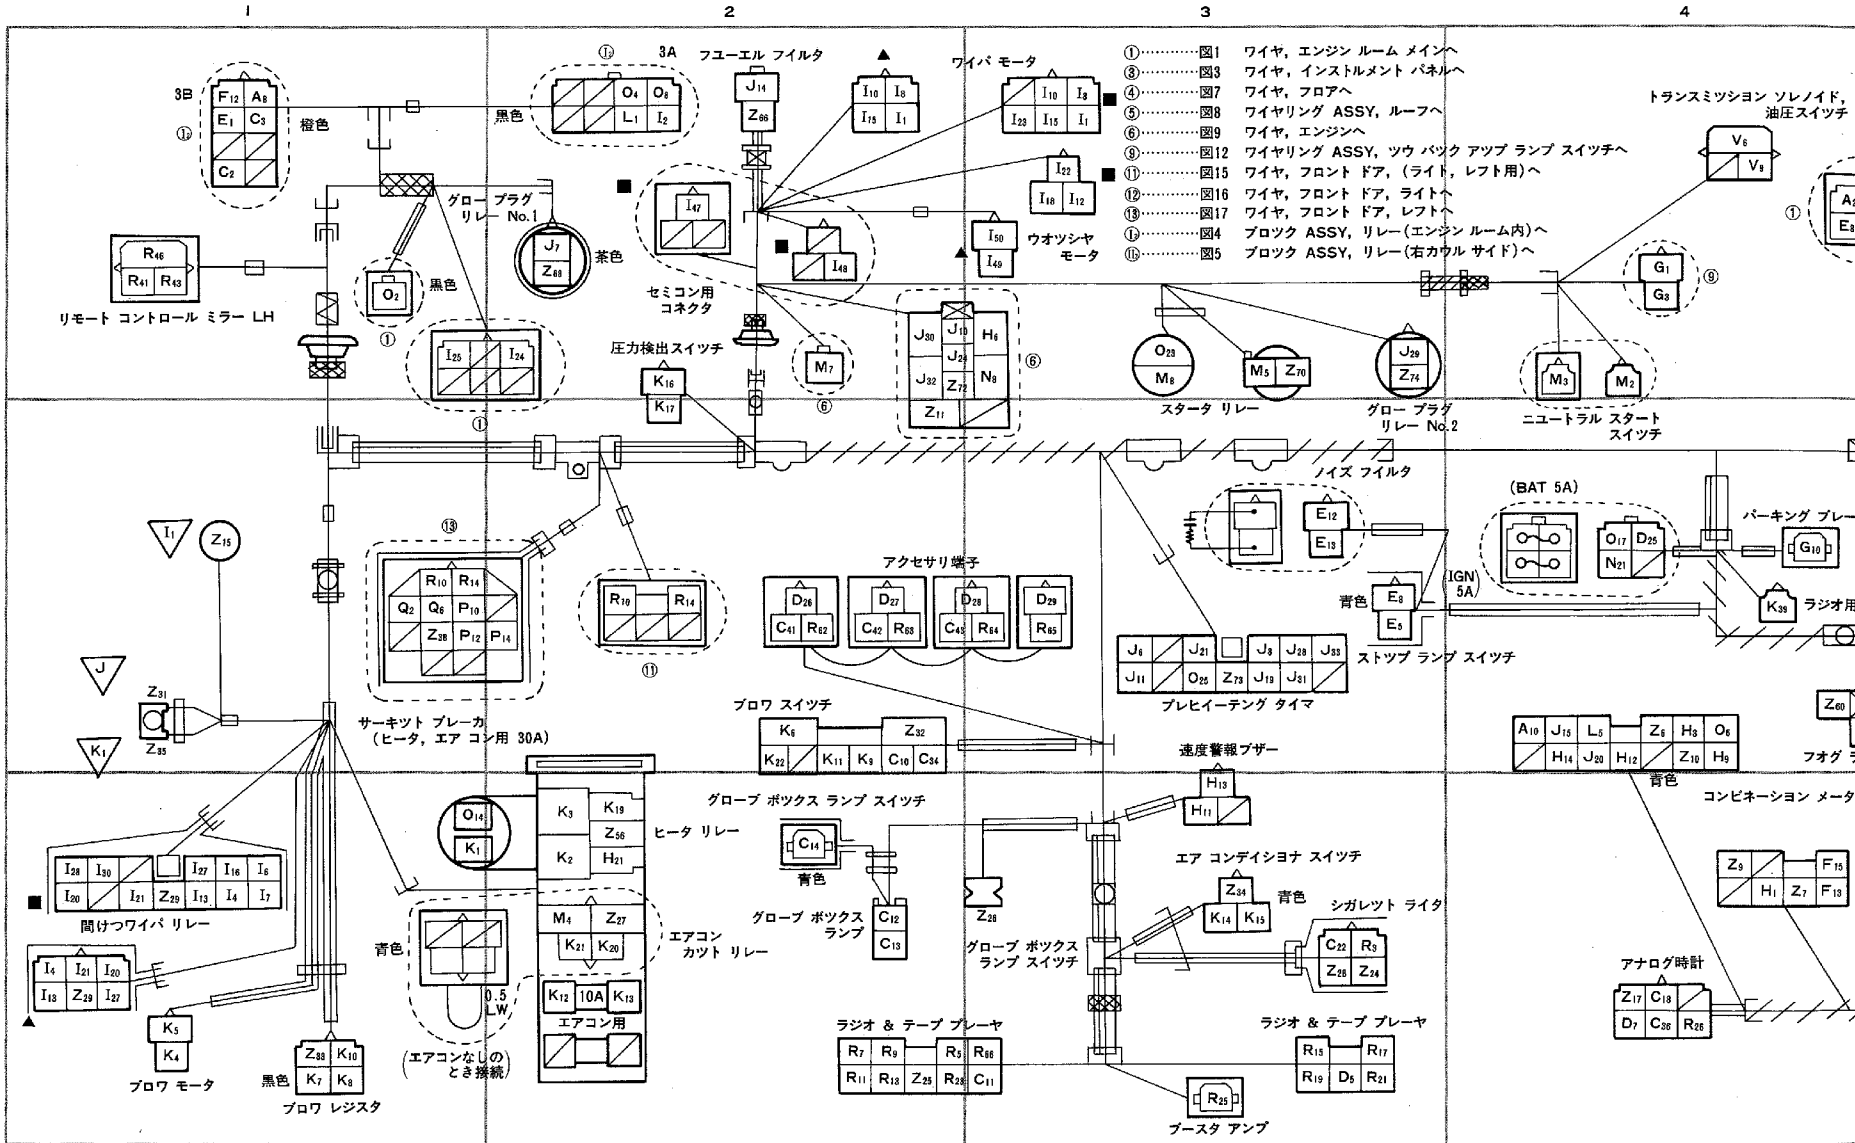 1
2
3
4
①………図1 ワイヤ, エンジン ルーム メインへ
③………図3 ワイヤ, インストルメント パネルへ
④………図7 ワイヤ, フロアへ
⑤………図8 ワイヤリング ASSY, ルーフへ
⑥………図9 ワイヤ, エンジンへ
⑨………図12 ワイヤリング ASSY, ツウ バツク アツプ ランプ スイツチへ
⑪………図15 ワイヤ, フロント ドア, (ライト, レフト用)へ
⑫………図16 ワイヤ, フロント ドア, ライトへ
⑬………図17 ワイヤ, フロント ドア, レフトへ
図4 ブロツク ASSY, リレー(エンジン ルーム内)へ
図5 ブロツク ASSY, リレー(右カウル サイド)へ
3B
F12 A8
E1 C3
C2
橙色
3A
O4 O8
L1 I2
黒色
フユーエル フイルタ
J14
Z66
▲
I10 I8
I15 I1
ワイパ モータ
I10 I8
I23 I15 I1
■
I22
I18 I12
■
トランスミツシヨン ソレノイド,
油圧スイツチ
V6
V9
①
R46
R41 R43
リモート コントロール ミラー LH
O2
黒色
①
グロー プラグ
リレー No.1
J7
Z68
茶色
■
I47
■
I48
セミコン用
コネクタ
I50
I49
▲
ウオツシヤ
モータ
G1
G3
⑨
I25 I24
①
圧力検出スイツチ
K16
K17
M7
⑥
J30 J10 H6
J24
J32 Z72 N8
Z11
⑥
O23
M8
M5 Z70
スタータ リレー
J29
Z74
グロー プラグ
リレー No.2
M3
M2
ニユートラル スタート
スイツチ
I1
Z15
⑬
R10 R14
Q2 Q6 P10
Z38 P12 P14
サーキツト ブレーカ
(ヒータ, エア コン用 30A)
R10 R14
⑪
アクセサリ端子
D26
C41 R62
D27
C42 R63
D28
C43 R64
D29
R65
ノイズ フイルタ
E12
E13
(BAT 5A)
O17 D25
N21
パーキング ブレー
G10
(IGN
5A)
青色
E3
E5
ストツプ ランプ スイツチ
K39
ラジオ用
J6 J21 J8 J28 J33
J11 O25 Z73 J19 J31
プレヒイーテング タイマ
J
Z31
Z35
K1
ブロワ スイツチ
K6 Z32
K22 K11 K9 C10 C34
Z60
フオグ ラ
A10 J15 L5 Z6 H3 O6
H14 J20 H12 Z10 H9
青色
コンビネーシヨン メータ
速度警報ブザー
H13
H11
O14
K1
K3 K19
Z56
K2 H21
ヒータ リレー
グローブ ボツクス ランプ スイツチ
C14
青色
グローブ ボツクス
ランプ
C12
C13
Z26
グローブ ボツクス
ランプ スイツチ
エア コンデイシヨナ スイツチ
Z34
K14 K15
青色
シガレツト ライタ
C22 R3
Z28 Z24
Z9 F15
H1 Z7 F13
I28 I30 I27 I16 I6
I20 I21 Z29 I13 I4 I7
■
間けつワイパ リレー
I4 I21 I20
I13 Z29 I27
▲
K5
K4
ブロワ モータ
Z33 K10
K7 K8
黒色
ブロワ レジスタ
青色
0.5
LW
(エアコンなしの
とき接続)
M4 Z27
K21 K20
エアコン
カツト リレー
K12 10A K13
エアコン用
ラジオ & テープ プレーヤ
R7 R9 R5 R66
R11 R13 Z25 R23 C11
ラジオ & テープ プレーヤ
R15 R17
R19 D5 R21
R25
ブースタ アンプ
アナログ時計
Z17 C18
D7 C36 R26